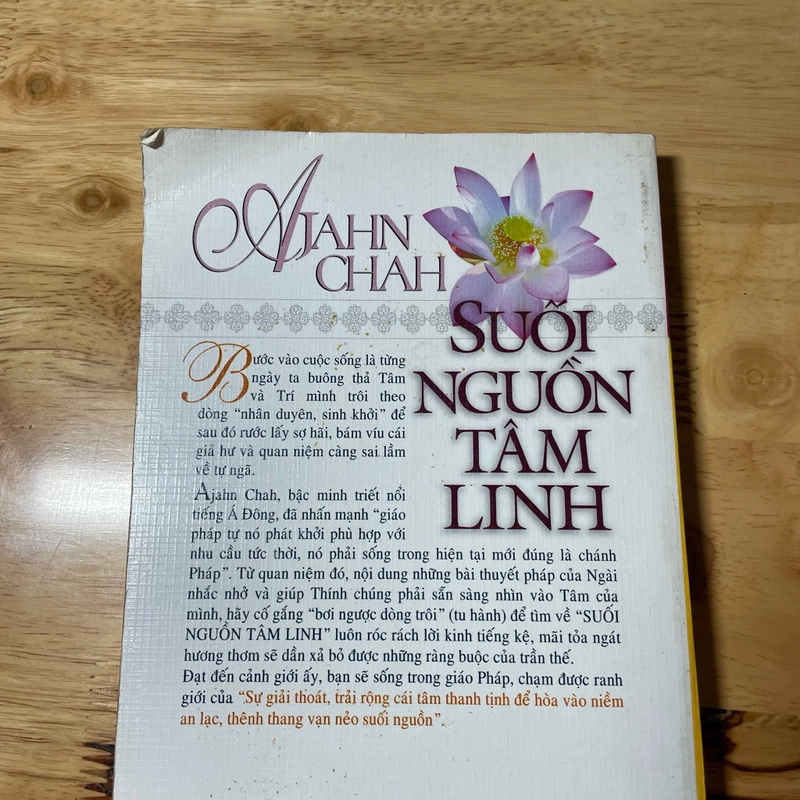 AJAHN
CHAH
SUỐI
NGUỒN
TÂM
LINH
Bước vào cuộc sống là từng
ngày ta buông thả Tâm
và Trí mình trôi theo
dòng “nhân duyên, sinh khởi” để
sau đó rước lấy sợ hãi, bám víu cái
giả hư và quan niệm càng sai lầm
về tự ngã.
Ajahn Chah, bậc minh triết nổi
tiếng Á Đông, đã nhấn mạnh “giáo
pháp tự nó phát khởi phù hợp với
nhu cầu tức thời, nó phải sống trong hiện tại mới đúng là chánh
Pháp”. Từ quan niệm đó, nội dung những bài thuyết pháp của Ngài
nhắc nhở và giúp Thính chúng phải sẵn sàng nhìn vào Tâm của
mình, hãy cố gắng “bơi ngược dòng trôi” (tu hành) để tìm về “SUỐI
NGUỒN TÂM LINH” luôn róc rách lời kinh tiếng kệ, mãi tỏa ngát
hương thơm sẽ dần xả bỏ được những ràng buộc của trần thế.
Đạt đến cảnh giới ấy, bạn sẽ sống trong giáo Pháp, chạm được ranh
giới của “Sự giải thoát, trải rộng cái tâm thanh tịnh để hòa vào niềm
an lạc, thênh thang vạn nẻo suối nguồn”.